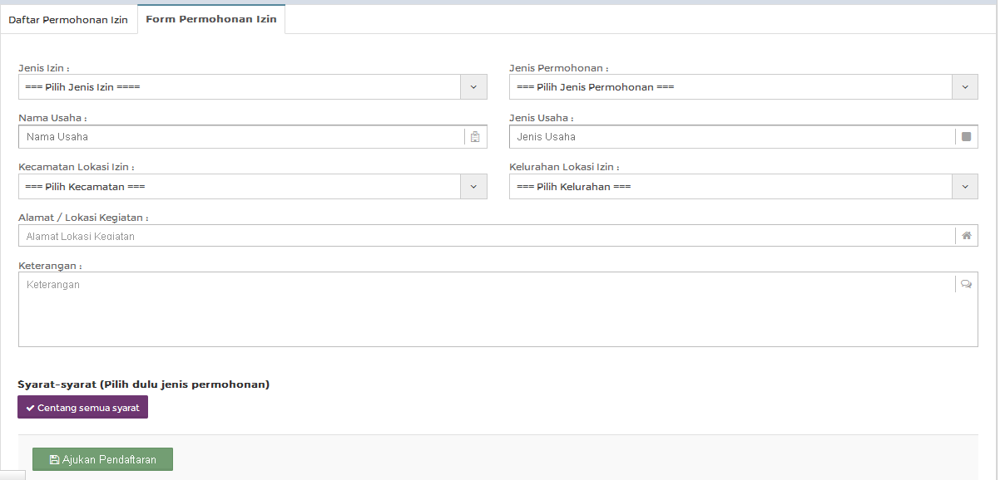 Daftar Permohonan Izin
Form Permohonan Izin
Jenis Izin :
Jenis Permohonan :
=== Pilih Jenis Izin ====
=== Pilih Jenis Permohonan ===
Nama Usaha :
Jenis Usaha :
Nama Usaha
Jenis Usaha
Kecamatan Lokasi Izin :
Kelurahan Lokasi Izin :
=== Pilih Kecamatan ===
=== Pilih Kelurahan ===
Alamat / Lokasi Kegiatan :
Alamat Lokasi Kegiatan
Keterangan :
Keterangan
Syarat-syarat (Pilih dulu jenis permohonan)
Centang semua syarat
Ajukan Pendaftaran